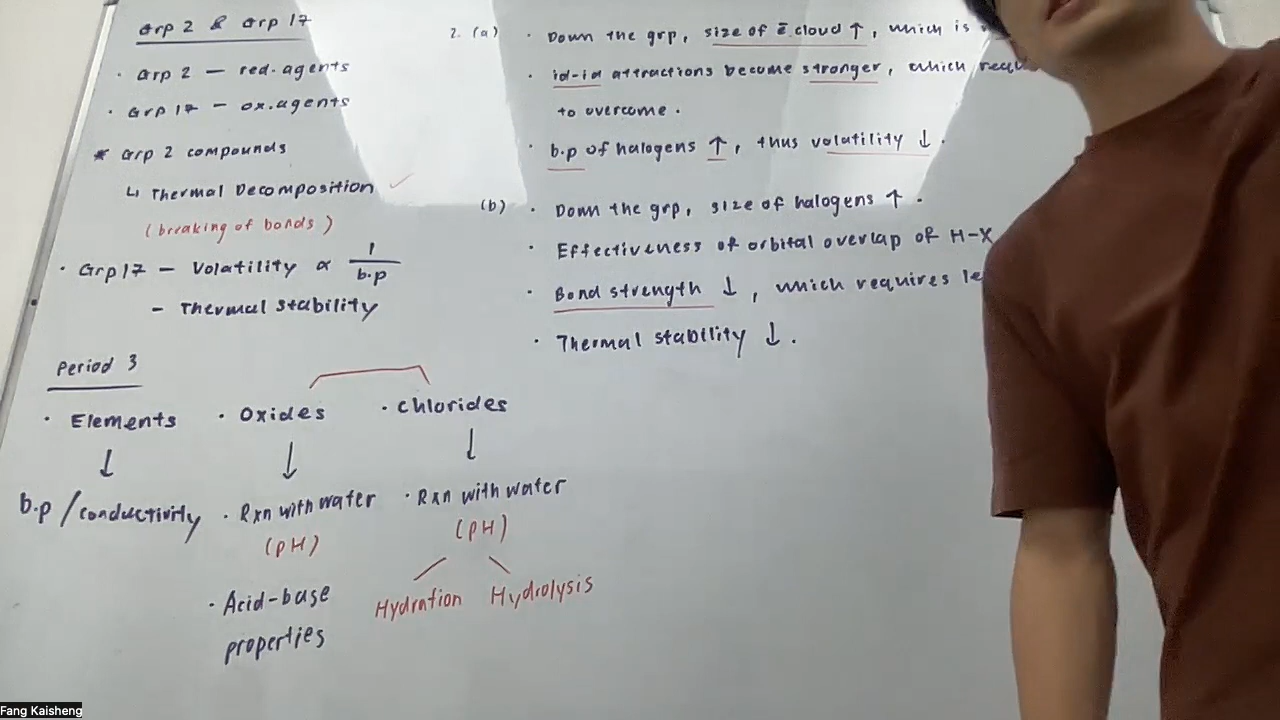 Grp 2 & Grp 17
· Grp 2 — red. agents
· Grp 17 — ox. agents
* Grp 2 compounds
↳ Thermal Decomposition ✓
(breaking of bonds)
· Grp 17 — Volatility ∝ 1/b.p
— Thermal stability
Period 3
· Elements · Oxides · Chlorides
↓ ↓ ↓
b.p / conductivity · Rxn with water · Rxn with water
(pH) (pH)
· Acid-base Hydration Hydrolysis
properties
2. (a) · Down the grp, size of ē cloud ↑, which is
· id-id attractions become stronger, which
to overcome.
· b.p of halogens ↑, thus volatility ↓.
(b) · Down the grp, size of halogens ↑.
· Effectiveness of orbital overlap of H-X
· Bond strength ↓, which requires
· Thermal stability ↓.
Fang Kaisheng